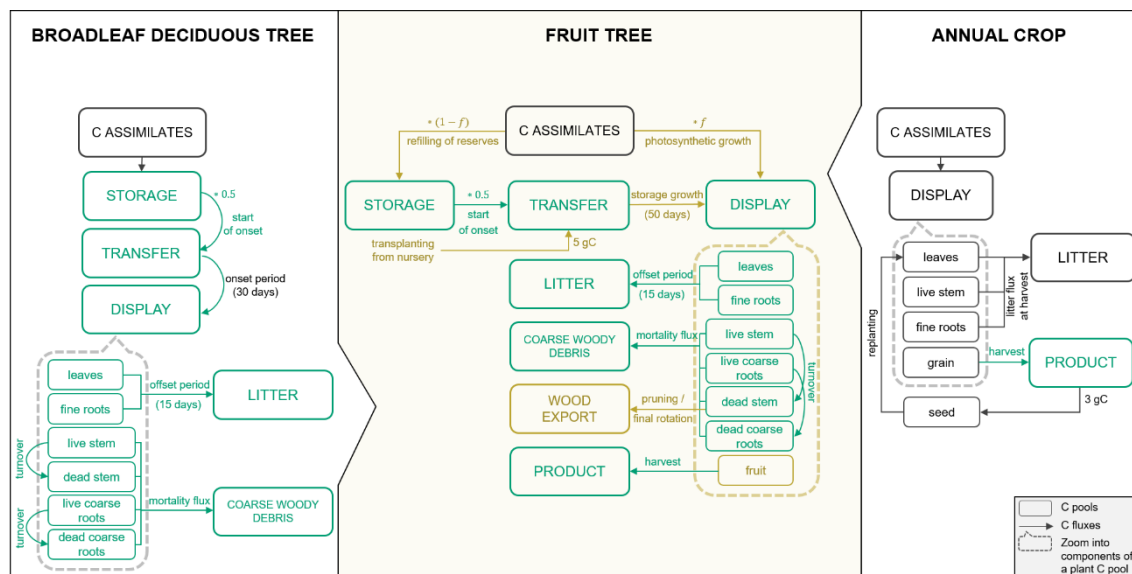 BROADLEAF DECIDUOUS TREE
C ASSIMILATES
STORAGE
* 0.5
start
of onset
TRANSFER
onset period
(30 days)
DISPLAY
leaves
fine roots
offset period
(15 days)
LITTER
live stem
dead stem
turnover
live coarse
roots
dead coarse
roots
turnover
mortality flux
COARSE WOODY
DEBRIS
FRUIT TREE
* (1 − f)
refilling of reserves
C ASSIMILATES
* f
photosynthetic growth
STORAGE
* 0.5
start
of onset
TRANSFER
storage growth
(50 days)
DISPLAY
transplanting
from nursery
5 gC
LITTER
offset period
(15 days)
leaves
fine roots
COARSE WOODY
DEBRIS
mortality flux
live stem
live coarse
roots
dead stem
dead coarse
roots
turnover
WOOD
EXPORT
pruning /
final rotation
PRODUCT
harvest
fruit
ANNUAL CROP
C ASSIMILATES
DISPLAY
leaves
live stem
fine roots
grain
litter flux
at harvest
LITTER
harvest
PRODUCT
3 gC
seed
replanting
C pools
C fluxes
Zoom into
components of
a plant C pool